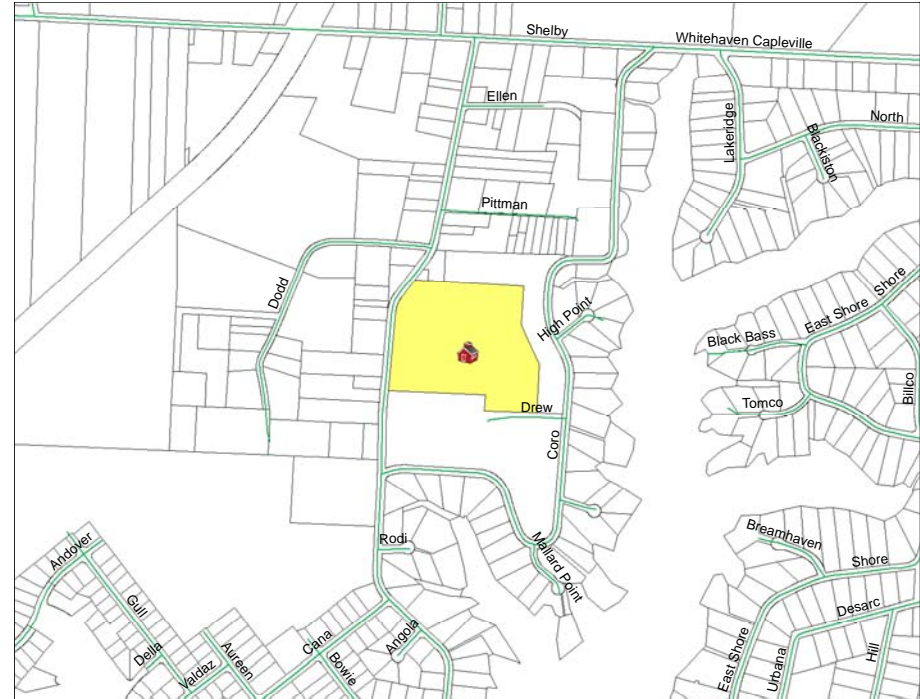 Shelby
Whitehaven Capleville
Ellen
Lakeridge
North
Blackiston
Pittman
Dodd
High Point
East Shore
Shore
Black Bass
Billco
Tomco
Drew
Coro
Andover
Rodi
Mallard Point
Breamhaven
Shore
Gull
Desarc
Cana
Angola
Aureen
Della
Valdaz
Bowie
East Shore
Urbana
Hill